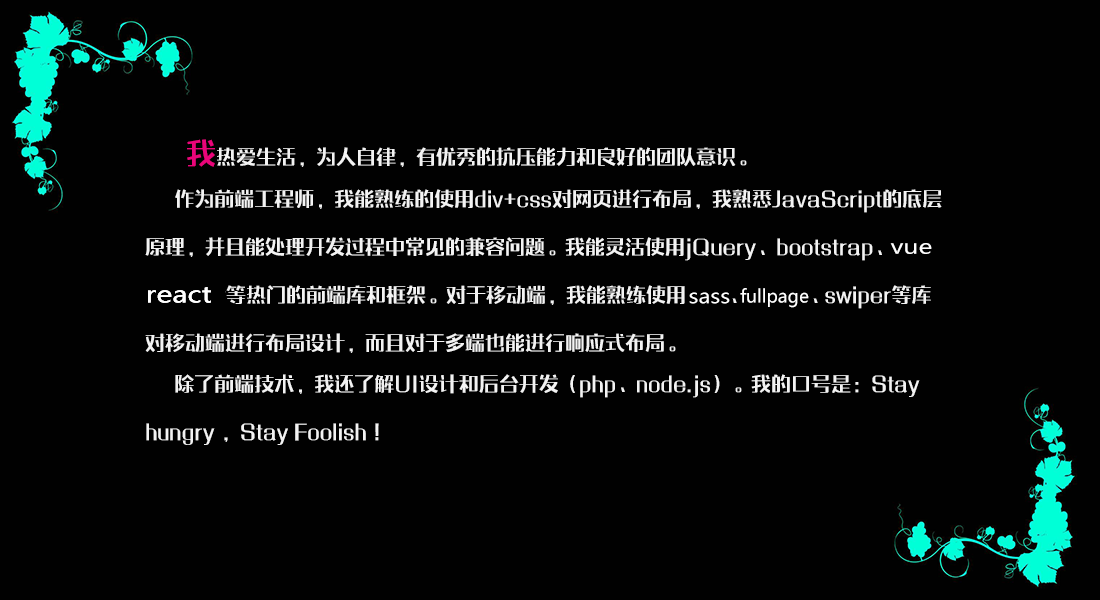 我热爱生活，为人自律，有优秀的抗压能力和良好的团队意识。
作为前端工程师，我能熟练的使用div+css对网页进行布局，我熟悉JavaScript的底层
原理，并且能处理开发过程中常见的兼容问题。我能灵活使用jQuery、bootstrap、vue
react 等热门的前端库和框架。对于移动端，我能熟练使用sass、fullpage、swiper等库
对移动端进行布局设计，而且对于多端也能进行响应式布局。
除了前端技术，我还了解UI设计和后台开发（php、node.js）。我的口号是：Stay
hungry ，Stay Foolish！